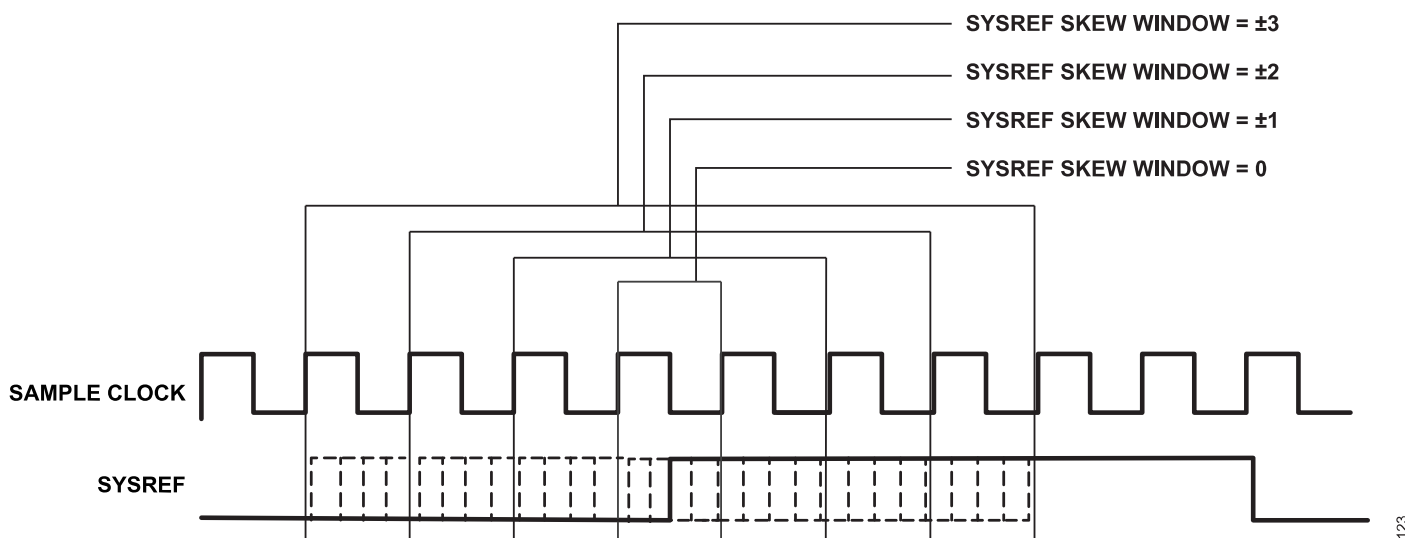 SYSREF SKEW WINDOW = ±3
SYSREF SKEW WINDOW = ±2
SYSREF SKEW WINDOW = ±1
SYSREF SKEW WINDOW = 0
SAMPLE CLOCK
SYSREF
123